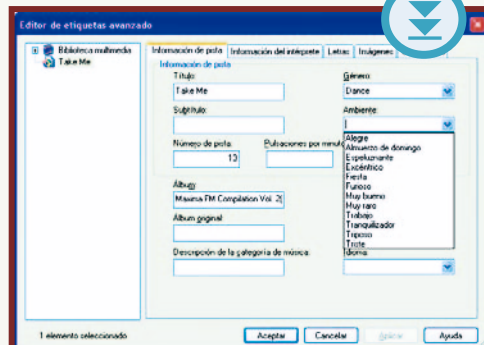 Editor de etiquetas avanzado
Biblioteca multimedia
Take Me
Información de pista
Información del intérprete
Letras
Imágenes
Información de pista
Título:
Take Me
Género:
Dance
Subtítulo:
Ambiente:
Número de pista:
13
Pulsaciones por minuto
Alegre
Almuerzo de domingo
Espeluznante
Excéntrico
Fiesta
Furioso
Muy bueno
Muy raro
Trabajo
Tranquilizador
Triposo
Triste
Álbum:
Maxima FM Compilation Vol. 2(
Álbum original:
Descripción de la categoría de música:
Idioma:
1 elemento seleccionado
Aceptar
Cancelar
Aplicar
Ayuda